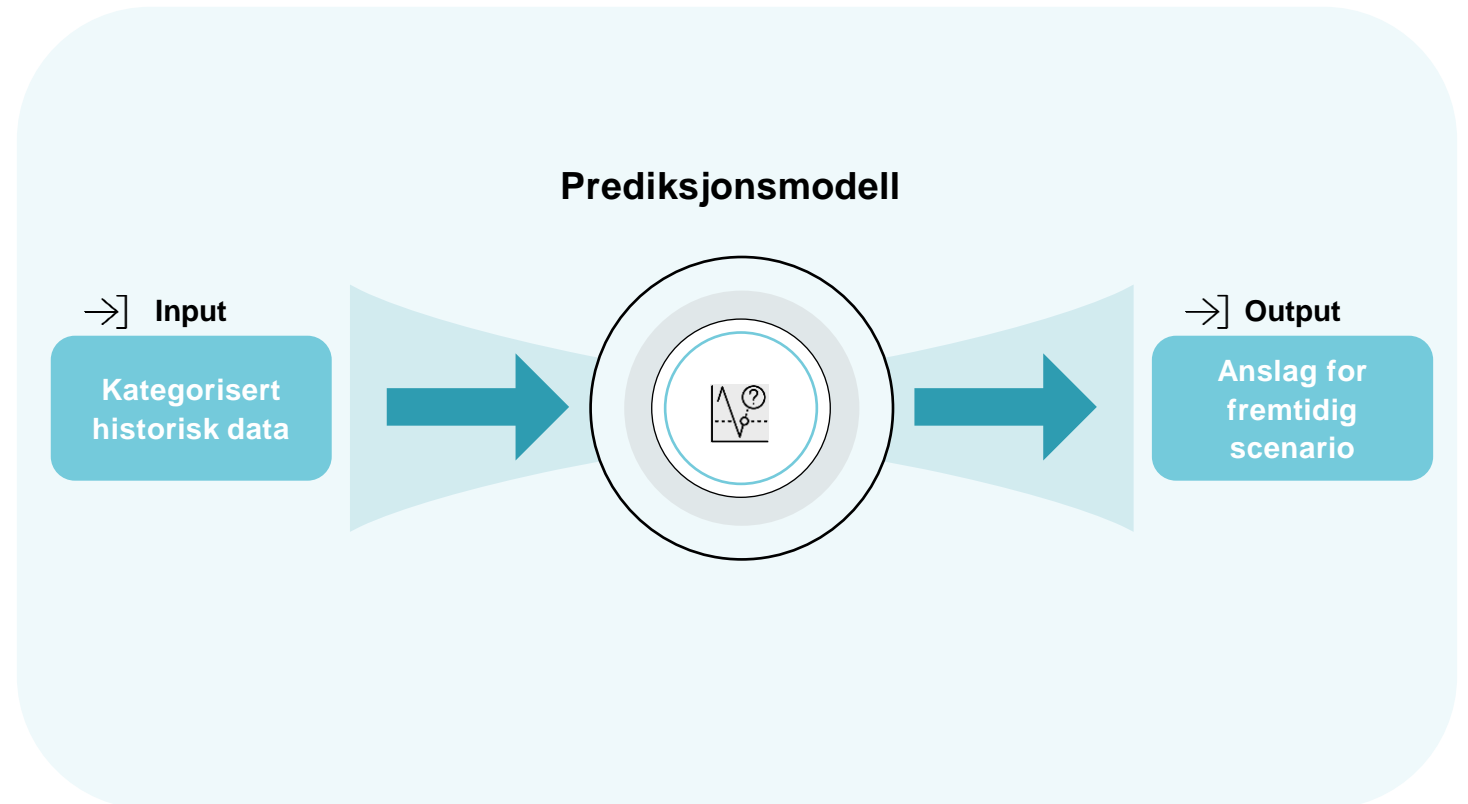 Prediksjonsmodell
Input
Kategorisert
historisk data
?
Output
Anslag for
fremtidig
scenario